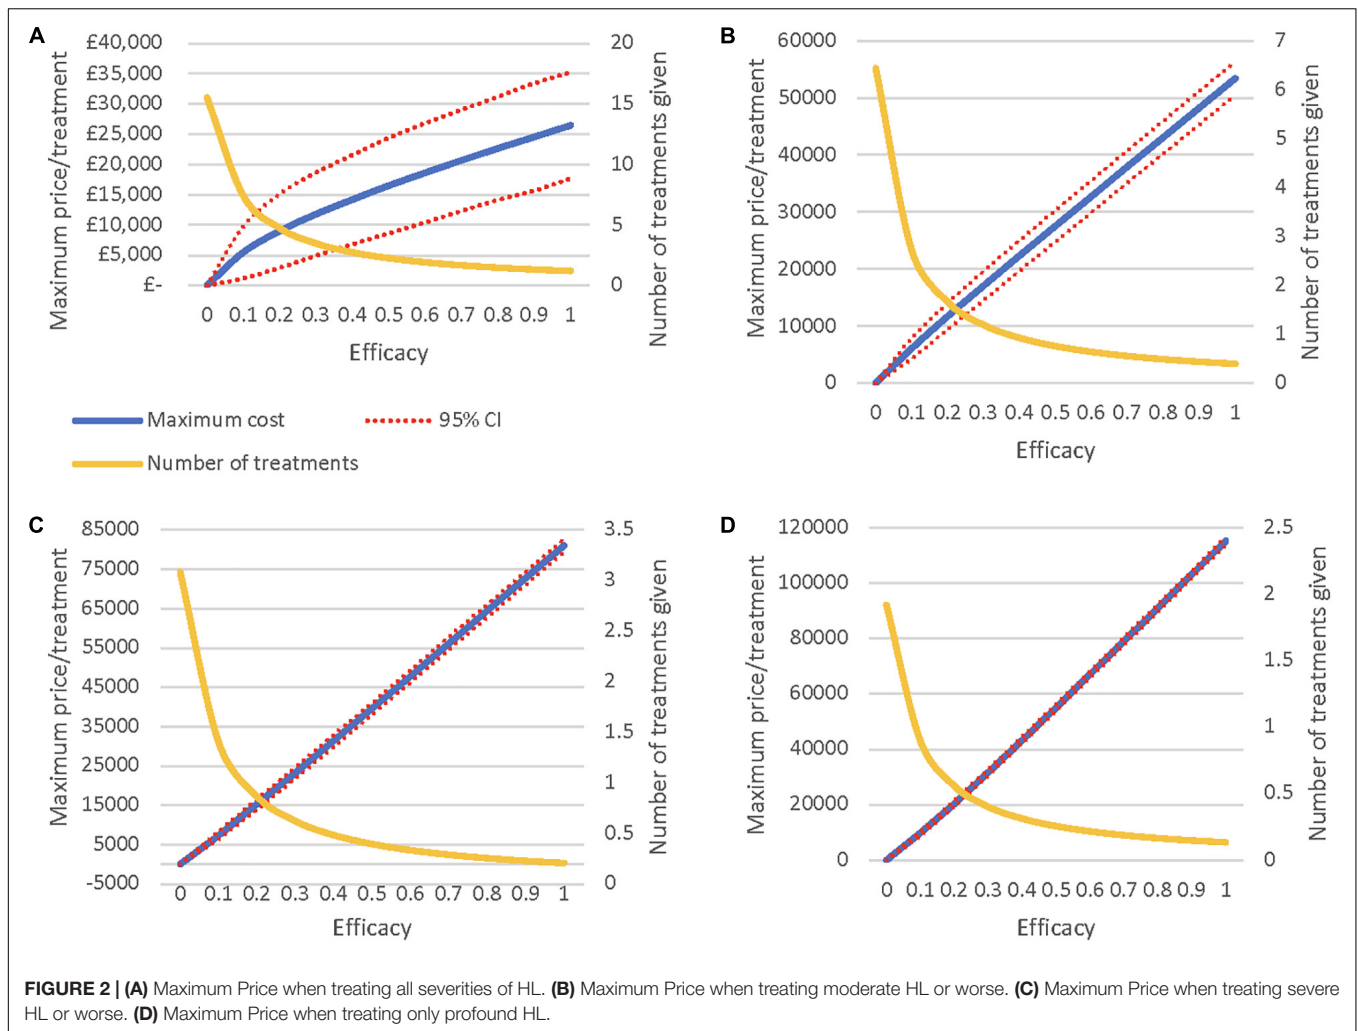 A
Maximum price/treatment
£40,000
£35,000
£30,000
£25,000
£20,000
£15,000
£10,000
£5,000
£-
20
15
10
5
0
Number of treatments given
0 0.1 0.2 0.3 0.4 0.5 0.6 0.7 0.8 0.9 1
Efficacy
B
Maximum price/treatment
60000
50000
40000
30000
20000
10000
0
7
6
5
4
3
2
1
0
Number of treatments given
0 0.1 0.2 0.3 0.4 0.5 0.6 0.7 0.8 0.9 1
Efficacy
Maximum cost
95% CI
Number of treatments
C
Maximum price/treatment
85000
75000
65000
55000
45000
35000
25000
15000
5000
-5000
3.5
3
2.5
2
1.5
1
0.5
0
Number of treatments given
0 0.1 0.2 0.3 0.4 0.5 0.6 0.7 0.8 0.9 1
Efficacy
D
Maximum price/treatment
120000
100000
80000
60000
40000
20000
0
2.5
2
1.5
1
0.5
0
Number of treatments given
0 0.1 0.2 0.3 0.4 0.5 0.6 0.7 0.8 0.9 1
Efficacy
FIGURE 2 | (A) Maximum Price when treating all severities of HL. (B) Maximum Price when treating moderate HL or worse. (C) Maximum Price when treating severe
HL or worse. (D) Maximum Price when treating only profound HL.